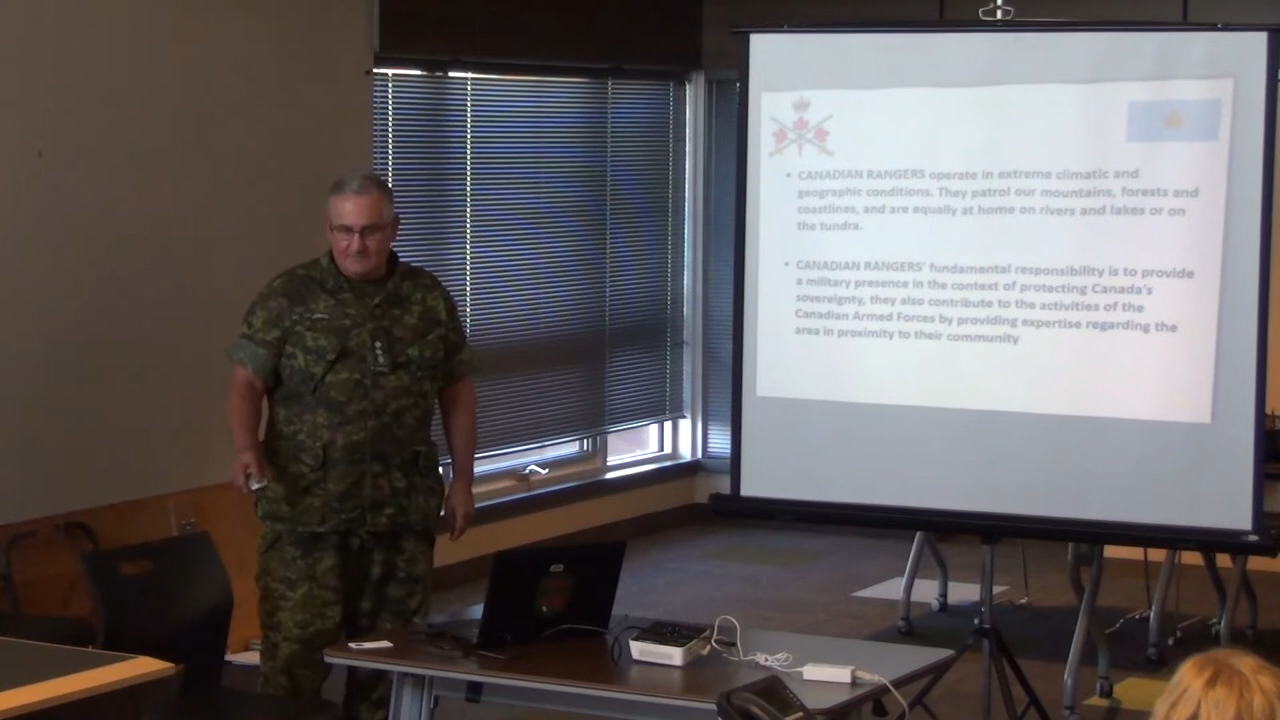 • CANADIAN RANGERS operate in extreme climatic and
geographic conditions. They patrol our mountains, forests and
coastlines, and are equally at home on rivers and lakes or on
the tundra.
• CANADIAN RANGERS' fundamental responsibility is to provide
a military presence in the context of protecting Canada's
sovereignty, they also contribute to the activities of the
Canadian Armed Forces by providing expertise regarding the
area in proximity to their community